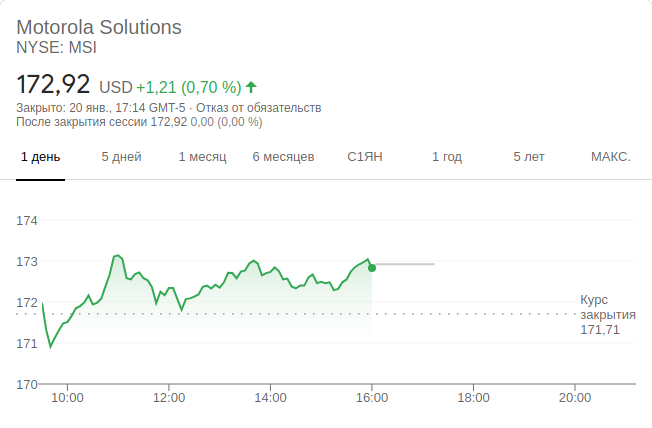 Motorola Solutions
NYSE: MSI
172,92 USD +1,21 (0,70 %)
Закрыто: 20 янв., 17:14 GMT-5 · Отказ от обязательств
После закрытия сессии 172,92 0,00 (0,00 %)
1 день 5 дней 1 месяц 6 месяцев С1ЯН 1 год 5 лет МАКС.
174
173
172
171
170
Курс
закрытия
171,71
10:00 12:00 14:00 16:00 18:00 20:00